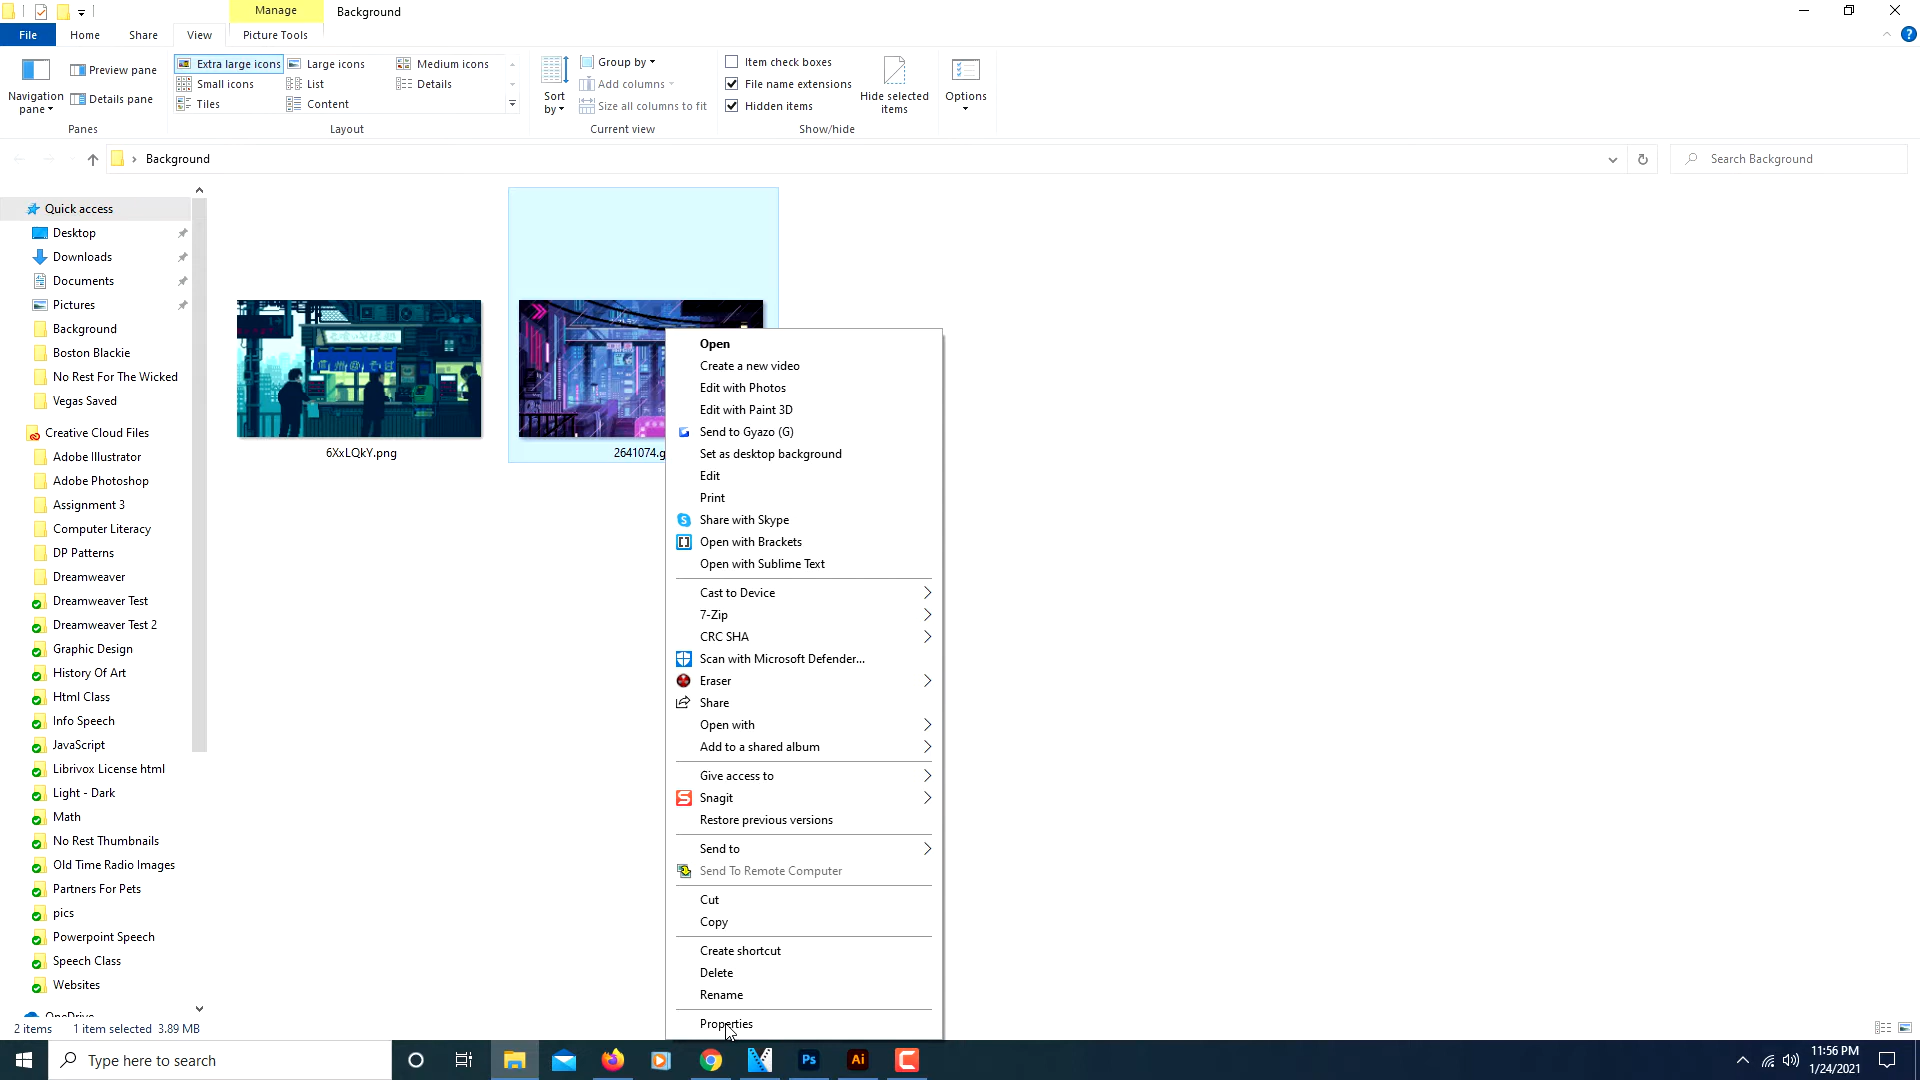 Manage
Background
File
Home
Share
View
Picture Tools
Navigation pane
Preview pane
Details pane
Panes
Extra large icons
Large icons
Medium icons
Small icons
List
Details
Tiles
Content
Layout
Sort by
Group by
Add columns
Size all columns to fit
Current view
Item check boxes
File name extensions
Hidden items
Hide selected items
Show/hide
Options
Background
Search Background
Quick access
Desktop
Downloads
Documents
Pictures
Background
Boston Blackie
No Rest For The Wicked
Vegas Saved
Creative Cloud Files
Adobe Illustrator
Adobe Photoshop
Assignment 3
Computer Literacy
DP Patterns
Dreamweaver
Dreamweaver Test
Dreamweaver Test 2
Graphic Design
History Of Art
Html Class
Info Speech
JavaScript
Librivox License html
Light - Dark
Math
No Rest Thumbnails
Old Time Radio Images
Partners For Pets
pics
Powerpoint Speech
Speech Class
Websites
OneDrive
6XxLQkY.png
2641074.g
Open
Create a new video
Edit with Photos
Edit with Paint 3D
Send to Gyazo (G)
Set as desktop background
Edit
Print
Share with Skype
Open with Brackets
Open with Sublime Text
Cast to Device
7-Zip
CRC SHA
Scan with Microsoft Defender...
Eraser
Share
Open with
Add to a shared album
Give access to
Snagit
Restore previous versions
Send to
Send To Remote Computer
Cut
Copy
Create shortcut
Delete
Rename
Properties
2 items
1 item selected 3.89 MB
Type here to search
Ps
Ai
11:56 PM
1/24/2021